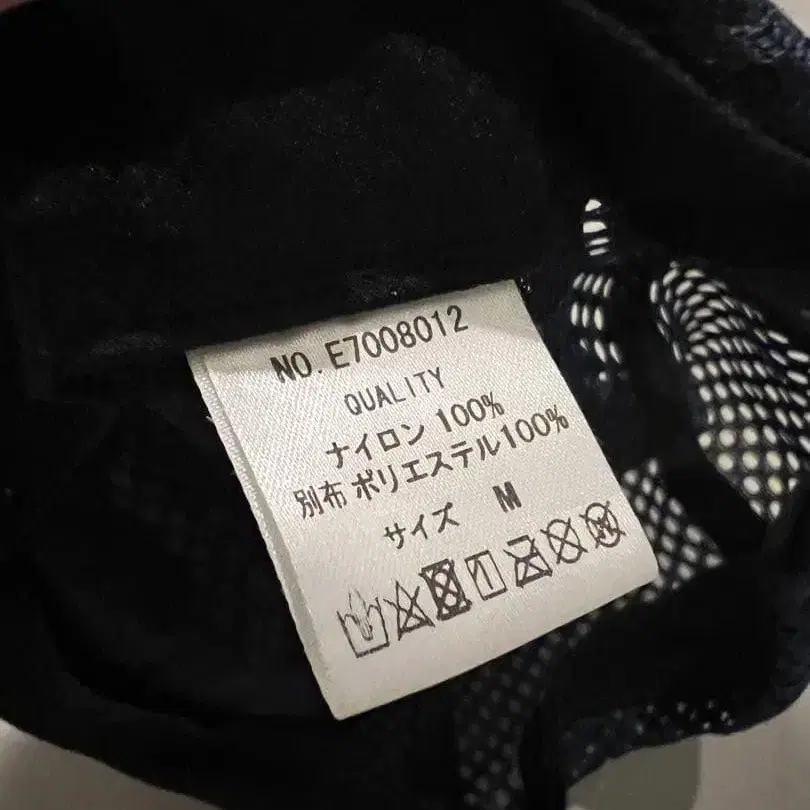 NO. E7008012
QUALITY
ナイロン 100%
別布 ポリエステル100%
サイズ M